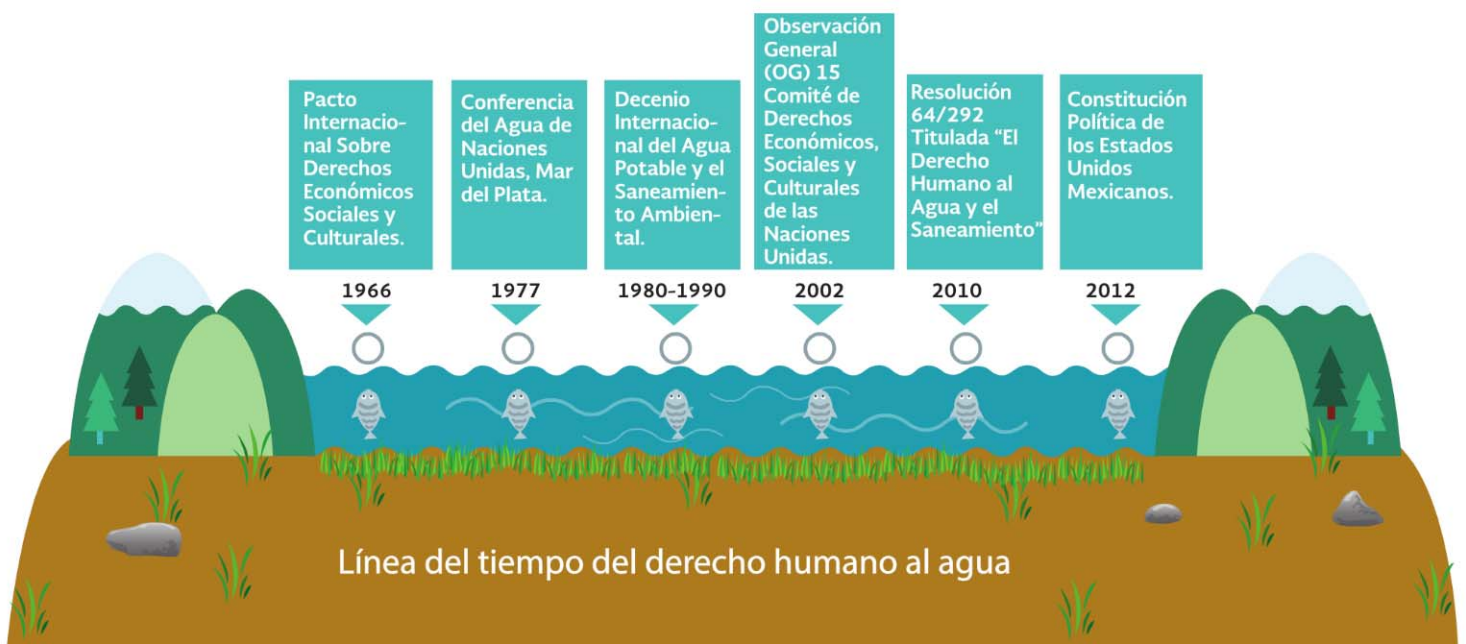 Pacto
Internacio-
nal Sobre
Derechos
Económicos
Sociales y
Culturales.
1966
Conferencia
del Agua de
Naciones
Unidas, Mar
del Plata.
1977
Decenio
Internacio-
nal del Agua
Potable y el
Saneamien-
to Ambien-
tal.
1980-1990
Observación
General
(OG) 15
Comité de
Derechos
Económicos,
Sociales y
Culturales
de las
Naciones
Unidas.
2002
Resolución
64/292
Titulada “El
Derecho
Humano al
Agua y el
Saneamiento”
2010
Constitución
Política de
los Estados
Unidos
Mexicanos.
2012
Línea del tiempo del derecho humano al agua